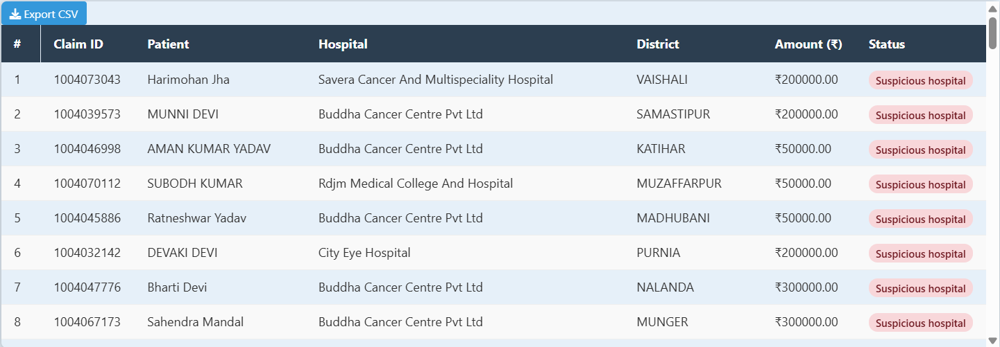 Export CSV
# Claim ID Patient Hospital District Amount (₹) Status
1 1004073043 Harimohan Jha Savera Cancer And Multispeciality Hospital VAISHALI ₹200000.00 Suspicious hospital
2 1004039573 MUNNI DEVI Buddha Cancer Centre Pvt Ltd SAMASTIPUR ₹200000.00 Suspicious hospital
3 1004046998 AMAN KUMAR YADAV Buddha Cancer Centre Pvt Ltd KATIHAR ₹50000.00 Suspicious hospital
4 1004070112 SUBODH KUMAR Rdjm Medical College And Hospital MUZAFFARPUR ₹50000.00 Suspicious hospital
5 1004045886 Ratneshwar Yadav Buddha Cancer Centre Pvt Ltd MADHUBANI ₹50000.00 Suspicious hospital
6 1004032142 DEVAKI DEVI City Eye Hospital PURNIA ₹200000.00 Suspicious hospital
7 1004047776 Bharti Devi Buddha Cancer Centre Pvt Ltd NALANDA ₹300000.00 Suspicious hospital
8 1004067173 Sahendra Mandal Buddha Cancer Centre Pvt Ltd MUNGER ₹300000.00 Suspicious hospital